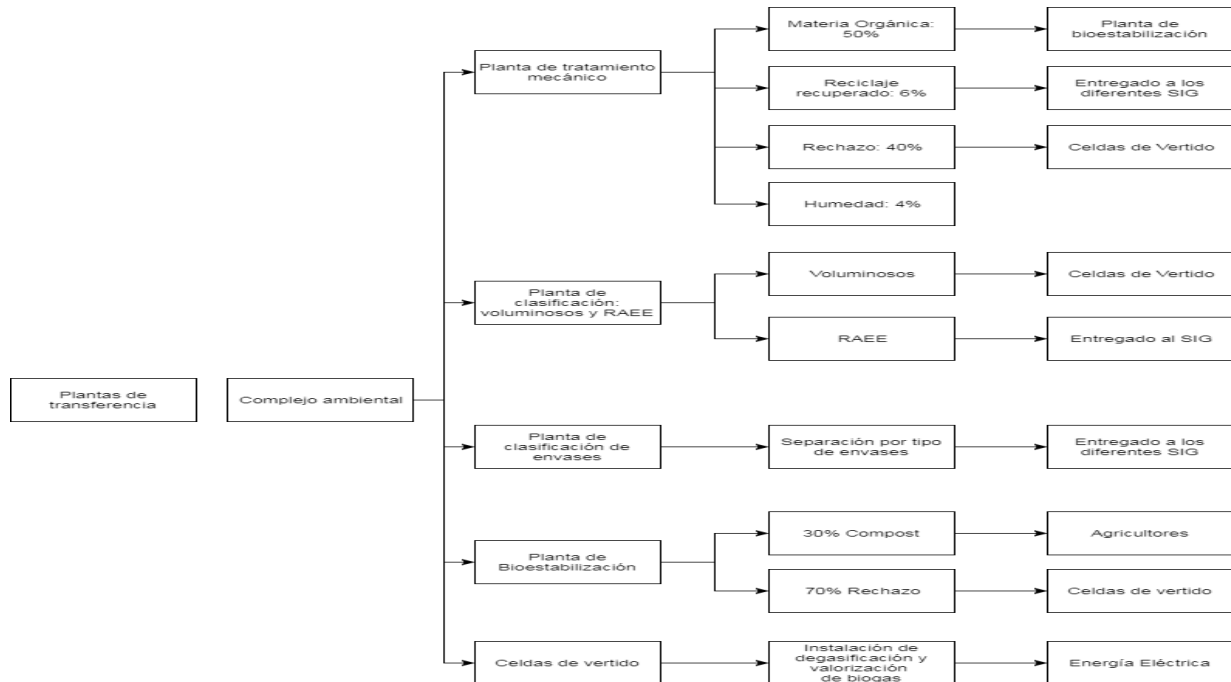 Plantas de
transferencia
Complejo ambiental
Planta de tratamiento
mecánico
Materia Orgánica:
50%
Planta de
bioestabilización
Reciclaje
recuperado: 6%
Entregado a los
diferentes SIG
Rechazo: 40%
Celdas de Vertido
Humedad: 4%
Planta de
clasificación:
voluminosos y RAEE
Voluminosos
Celdas de Vertido
RAEE
Entregado al SIG
Planta de
clasificación de
envases
Separación por tipo
de envases
Entregado a los
diferentes SIG
Planta de
Bioestabilización
30% Compost
Agricultores
70% Rechazo
Celdas de vertido
Celdas de vertido
Instalación de
degasificación y
valorización
de biogas
Energía Eléctrica